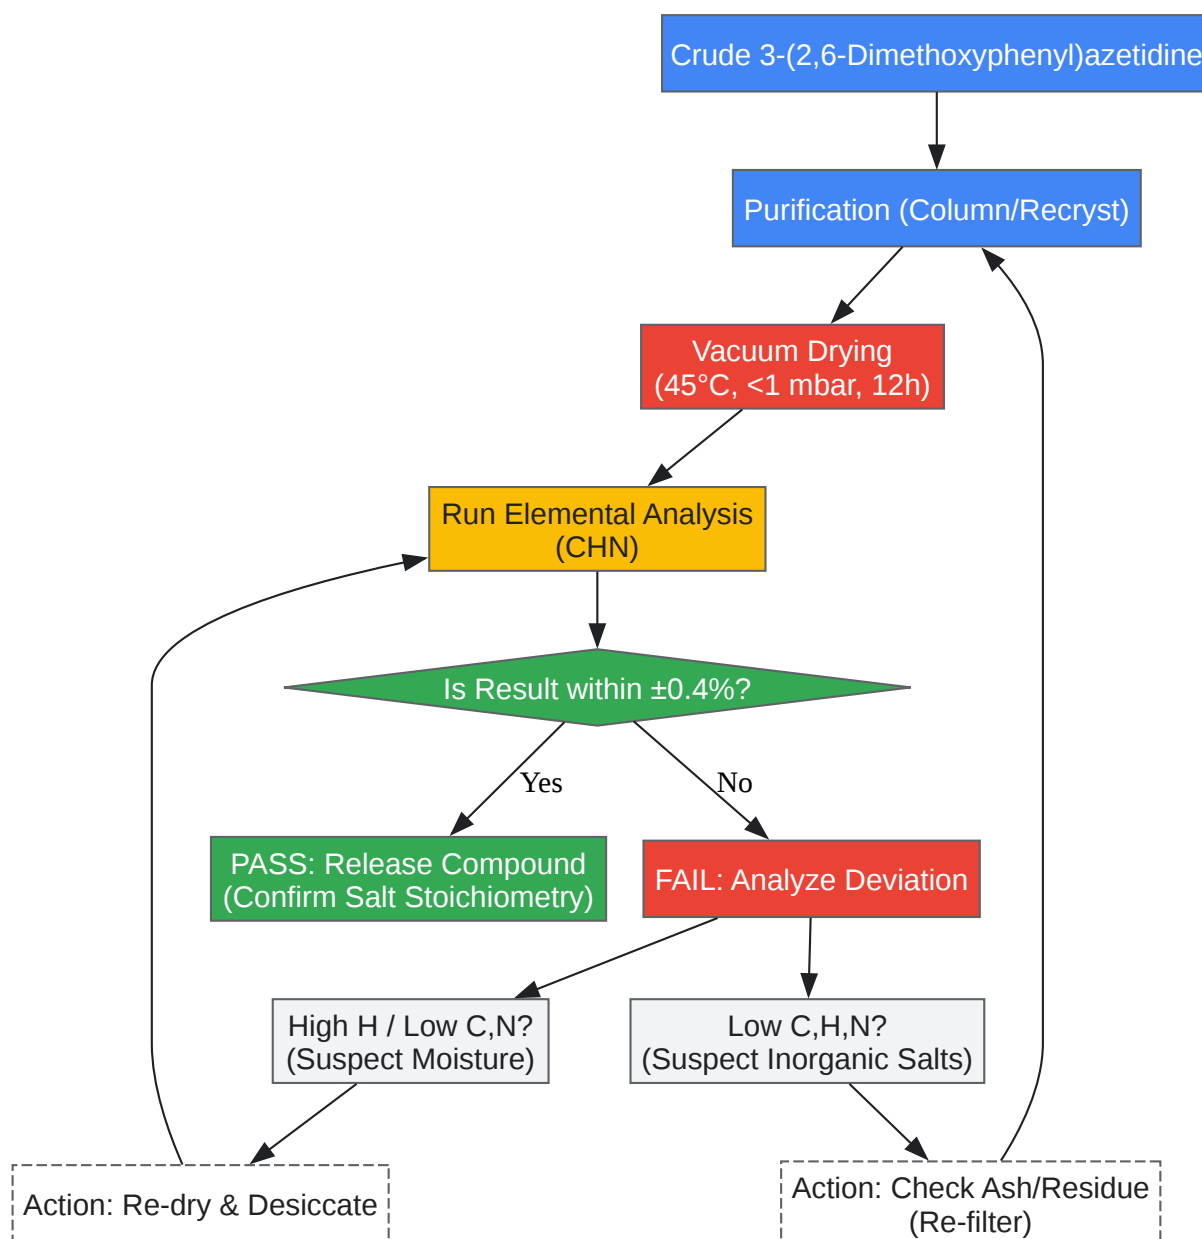 Crude 3-(2,6-Dimethoxyphenyl)azetidine
Purification (Column/Recryst)
Vacuum Drying
(45°C, <1 mbar, 12h)
Run Elemental Analysis
(CHN)
Is Result within ±0.4%?
Yes
No
PASS: Release Compound
(Confirm Salt Stoichiometry)
FAIL: Analyze Deviation
High H / Low C,N?
(Suspect Moisture)
Low C,H,N?
(Suspect Inorganic Salts)
Action: Re-dry & Desiccate
Action: Check Ash/Residue
(Re-filter)